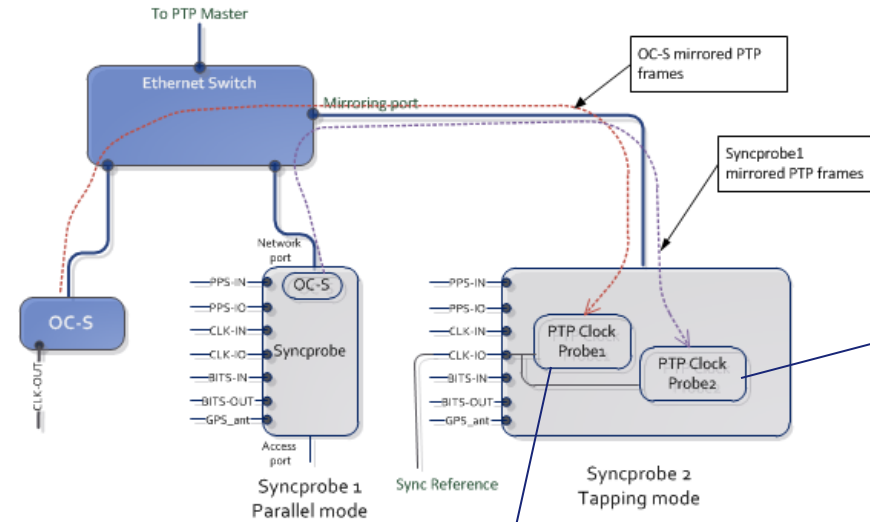 To PTP Master
Ethernet Switch
Mirroring port
OC-S mirrored PTP
frames
Syncprobe1
mirrored PTP frames
OC-S
CLK-OUT
Network
port
OC-S
PPS-IN
PPS-IO
CLK-IN
CLK-IO
BITS-IN
BITS-OUT
GPS_ant
Syncprobe
Access
port
Syncprobe 1
Parallel mode
PPS-IN
PPS-IO
CLK-IN
CLK-IO
BITS-IN
BITS-OUT
GPS_ant
PTP Clock
Probe1
PTP Clock
Probe2
Sync Reference
Syncprobe 2
Tapping mode